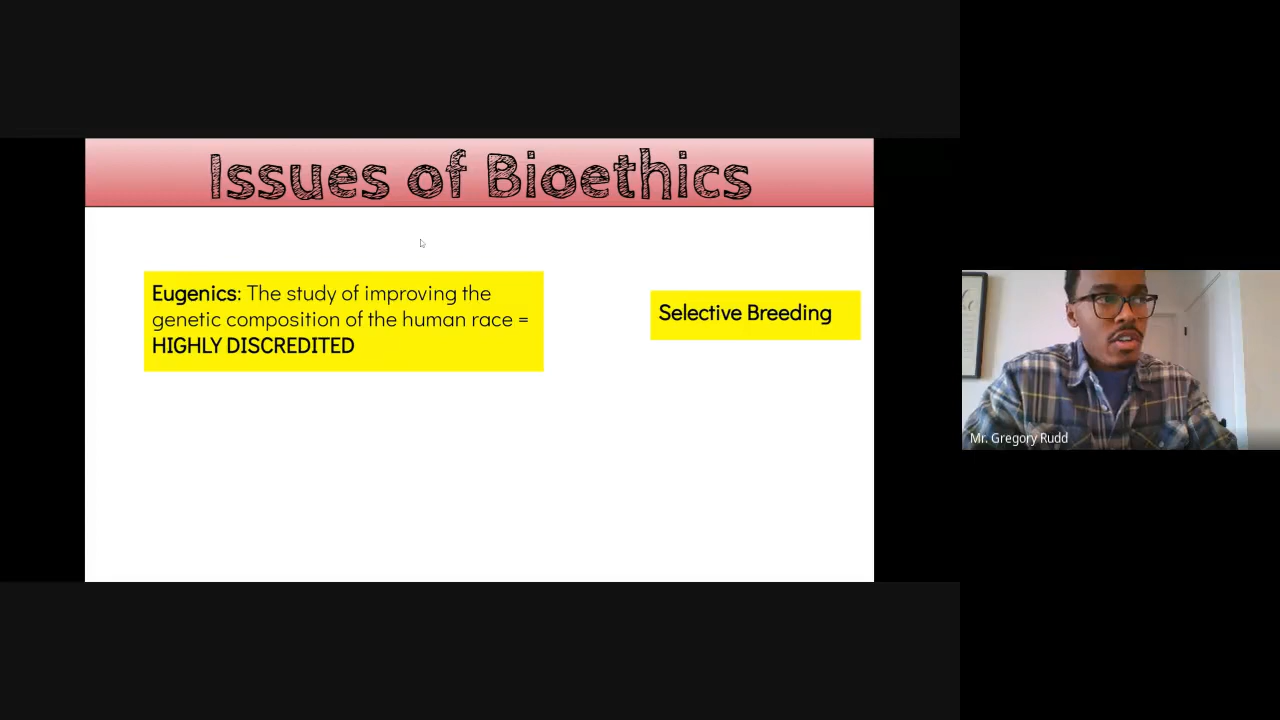 Issues of Bioethics
Eugenics: The study of improving the
genetic composition of the human race =
HIGHLY DISCREDITED
Selective Breeding
Mr. Gregory Rudd